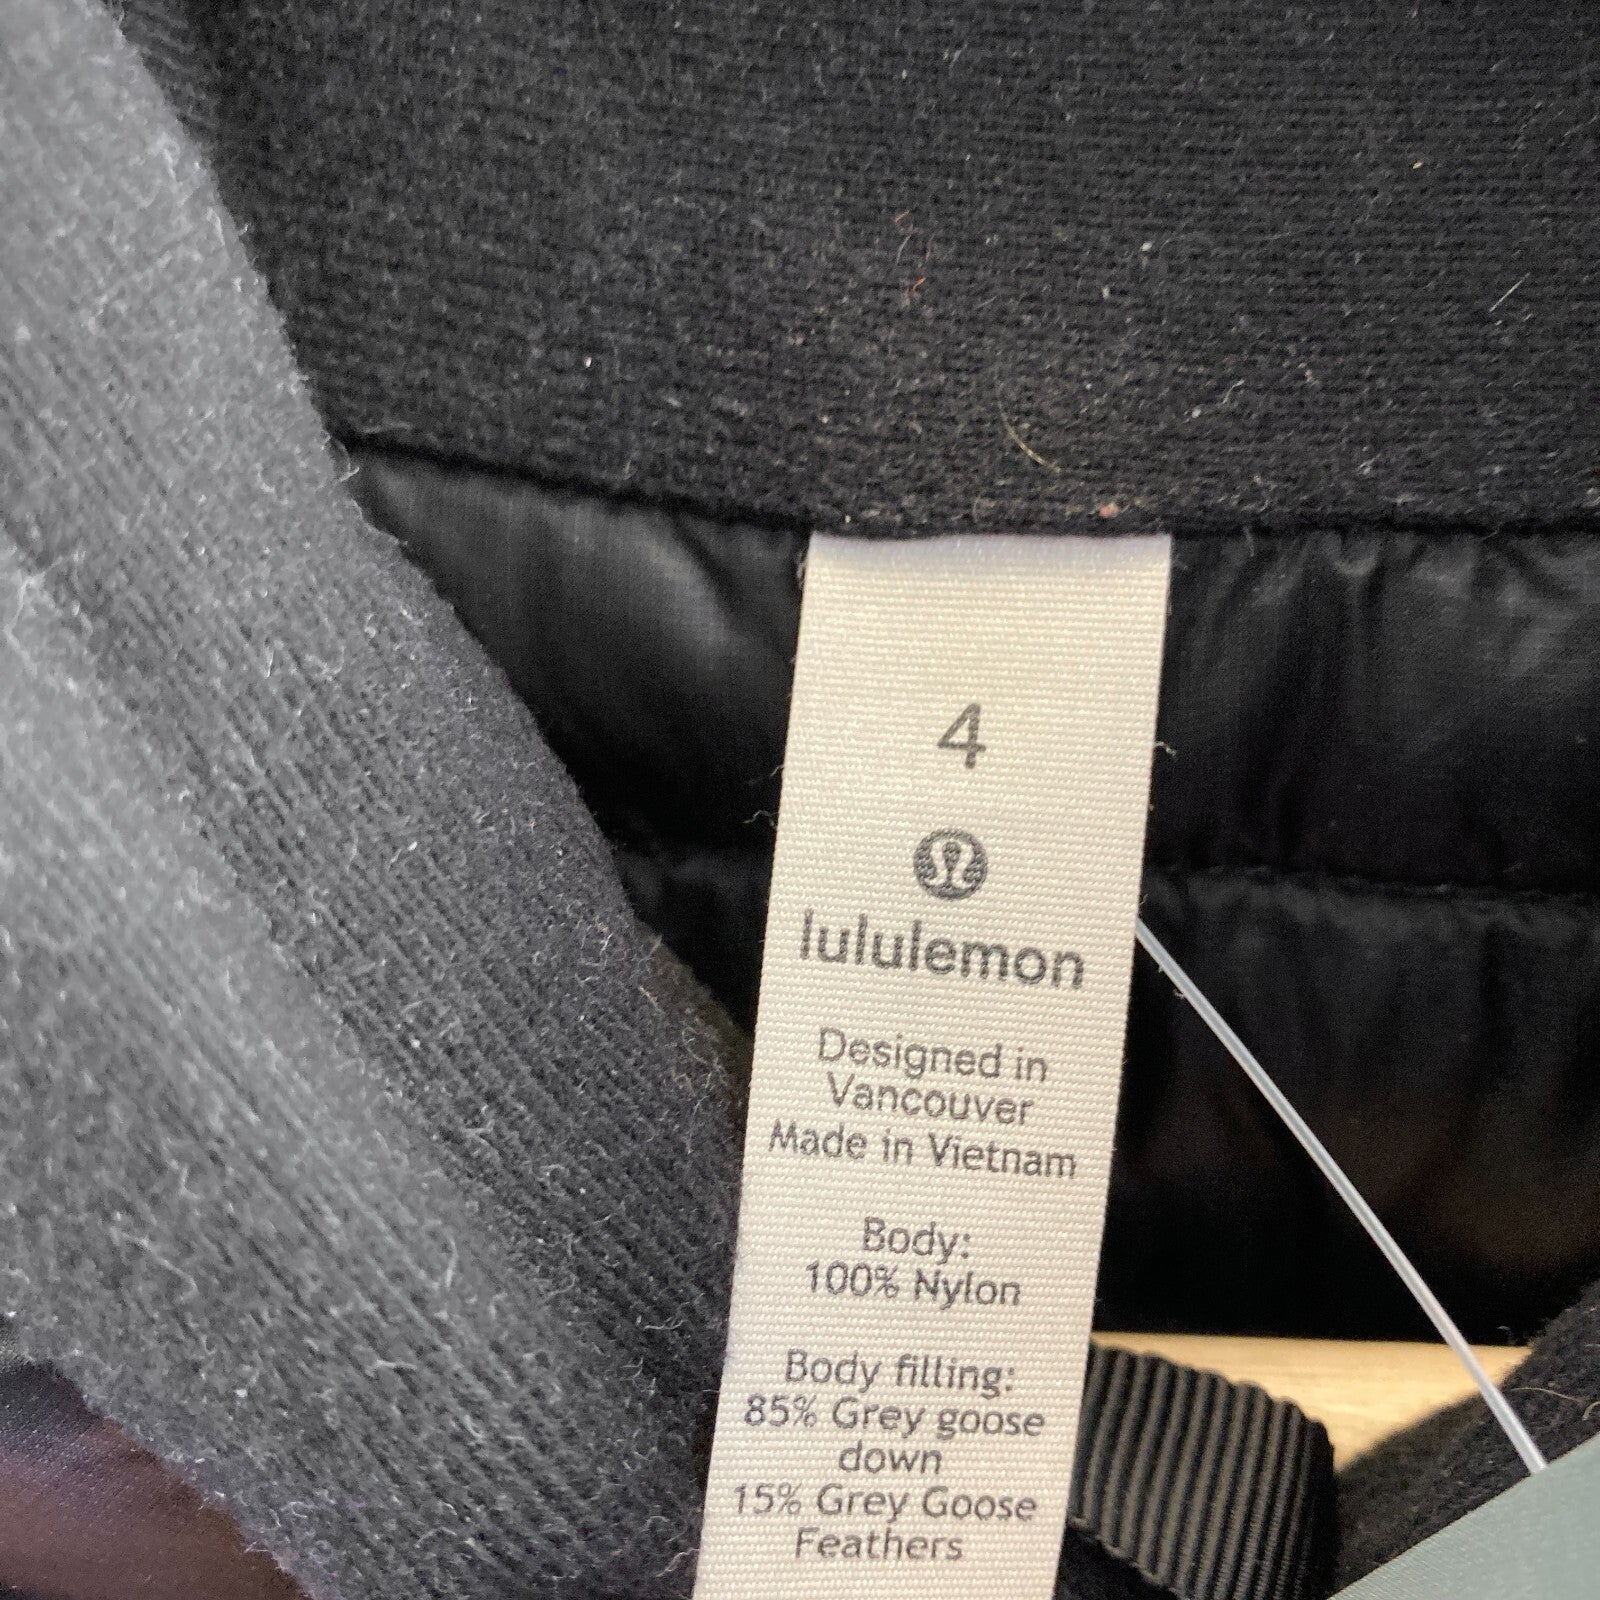 4
lululemon
Designed in
Vancouver
Made in Vietnam
Body:
100% Nylon
Body filling:
85% Grey goose
down
15% Grey Goose
Feathers